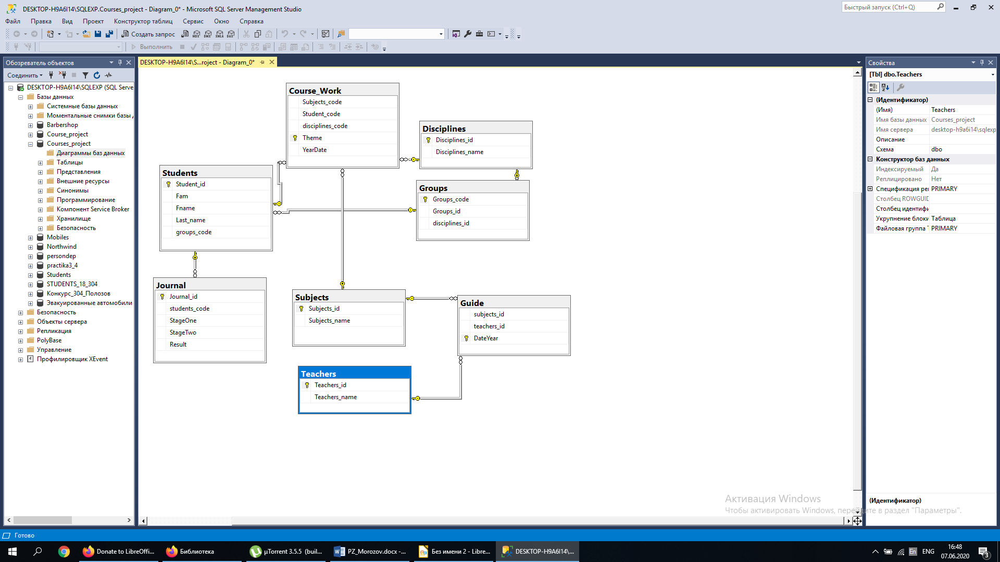 DESKTOP-H9A6I14\SQLEXP.Courses_project - Diagram_0* - Microsoft SQL Server Management Studio
Быстрый запуск (Ctrl+Q)
Файл Правка Вид Проект Конструктор таблиц Сервис Окно Справка
Создать запрос
MDX DMX XMLA DAX
Выполнить
Обозреватель объектов
Соединить
DESKTOP-H9A6I14\SQLEXP (SQL Serve
Базы данных
Системные базы данных
Моментальные снимки базы
Barbershop
Course_project
Courses_project
Диаграммы баз данных
Таблицы
Представления
Внешние ресурсы
Синонимы
Программирование
Компонент Service Broker
Хранилище
Безопасность
Mobiles
Northwind
persondep
practika3_4
Students
STUDENTS_18_304
Конкурс_304_Полозов
Эвакуированные автомобили
Безопасность
Объекты сервера
Репликация
PolyBase
Управление
Профилировщик XEvent
DESKTOP-H9A6I14\S...roject - Diagram_0*
Course_Work
Subjects_code
Student_code
disciplines_code
Theme
YearDate
Disciplines
Disciplines_id
Disciplines_name
Students
Student_id
Fam
Fname
Last_name
groups_code
Groups
Groups_code
Groups_id
disciplines_id
Journal
Journal_id
students_code
StageOne
StageTwo
Result
Subjects
Subjects_id
Subjects_name
Guide
subjects_id
teachers_id
DateYear
Teachers
Teachers_id
Teachers_name
Свойства
[Tbl] dbo.Teachers
(Идентификатор)
(Имя) Teachers
Имя базы данных Courses_project
Имя сервера desktop-h9a6i14\sqlexp
Описание
Схема dbo
Конструктор баз данных
Индексируемый Да
Реплицировано Нет
Спецификация ре PRIMARY
Столбец ROWGUID
Столбец идентифи
Укрупнение блоки Таблица
Файловая группа PRIMARY
(Идентификатор)
Активация Windows
Чтобы активировать Windows, перейдите в раздел "Параметры".
Готово
Donate to LibreOffi...
Библиотека
µTorrent 3.5.5 (buil...
PZ_Morozov.docx -...
Без имени 2 - Libre...
DESKTOP-H9A6I14\...
En ENG
16:48
07.06.2020
3